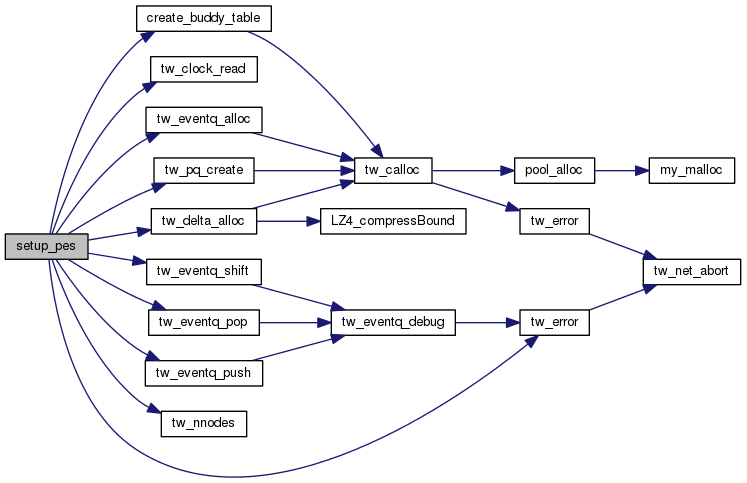 create_buddy_table
tw_clock_read
tw_eventq_alloc
tw_pq_create
tw_calloc
pool_alloc
my_malloc
tw_delta_alloc
LZ4_compressBound
tw_error
setup_pes
tw_eventq_shift
tw_net_abort
tw_eventq_pop
tw_eventq_debug
tw_error
tw_eventq_push
tw_nnodes